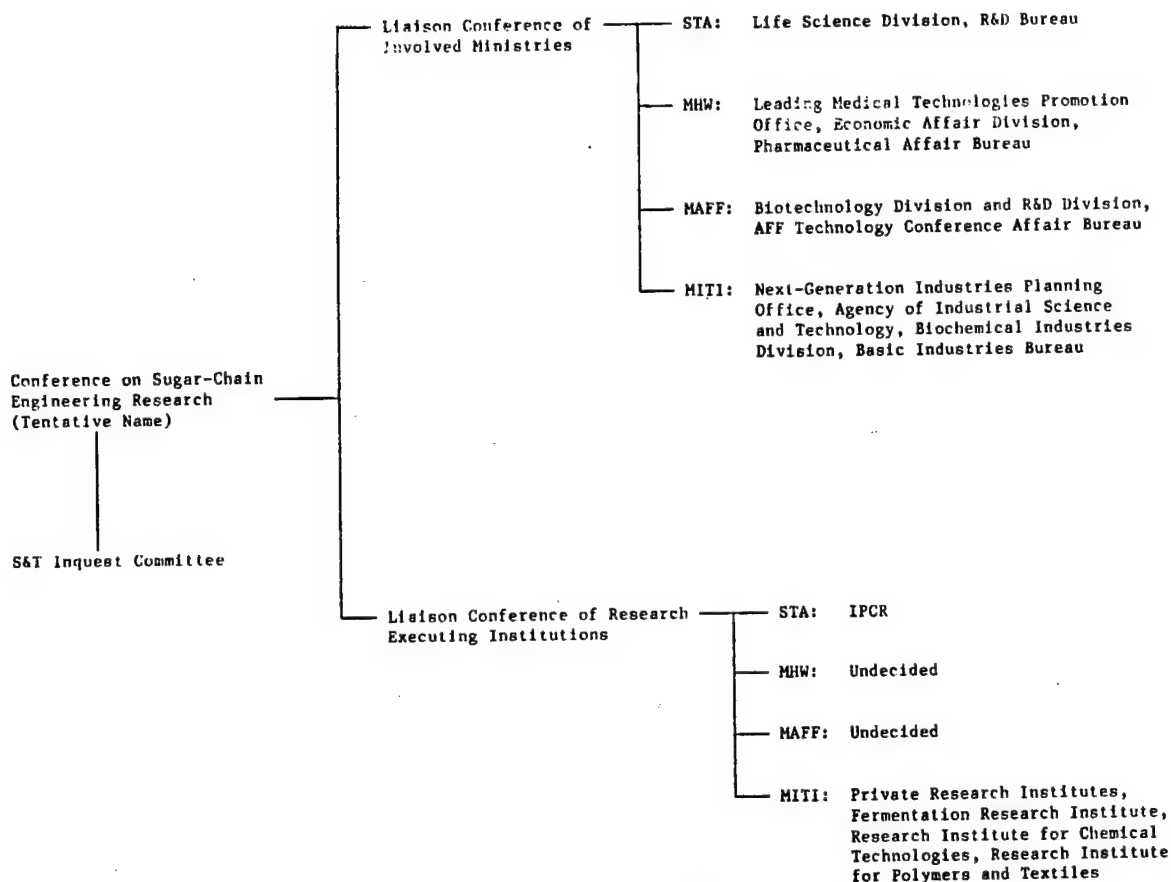 Liaison Conference of
Involved Ministries
STA: Life Science Division, R&D Bureau
MHW: Leading Medical Technologies Promotion
Office, Economic Affair Division,
Pharmaceutical Affair Bureau
MAFF: Biotechnology Division and R&D Division,
AFF Technology Conference Affair Bureau
MITI: Next-Generation Industries Planning
Office, Agency of Industrial Science
and Technology, Biochemical Industries
Division, Basic Industries Bureau
Conference on Sugar-Chain
Engineering Research
(Tentative Name)
S&T Inquest Committee
Liaison Conference of Research
Executing Institutions
STA: IPCR
MHW: Undecided
MAFF: Undecided
MITI: Private Research Institutes,
Fermentation Research Institute,
Research Institute for Chemical
Technologies, Research Institute
for Polymers and Textiles